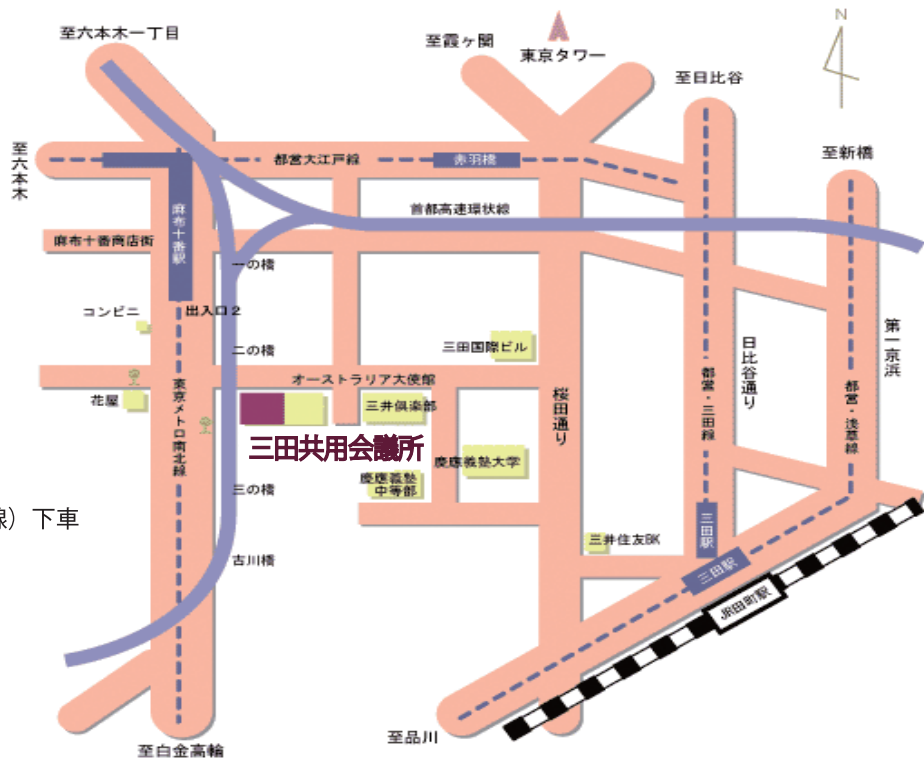 至六本木一丁目
至霞ヶ関
東京タワー
N
至日比谷
至新橋
至六本木
都営大江戸線
赤羽橋
麻布十番駅
首都高速環状線
麻布十番商店街
一の橋
コンビニ
出入口2
二の橋
三田国際ビル
第一京浜
日比谷通り
オーストラリア大使館
花屋
東京メトロ南北線
三井倶楽部
桜田通り
都営・三田線
都営・浅草線
三田共用会議所
慶應義塾大学
慶應義塾
中等部
三の橋
線）下車
三田駅
三井住友BK
古川橋
三田駅
JR田町駅
至品川
至白金高輪